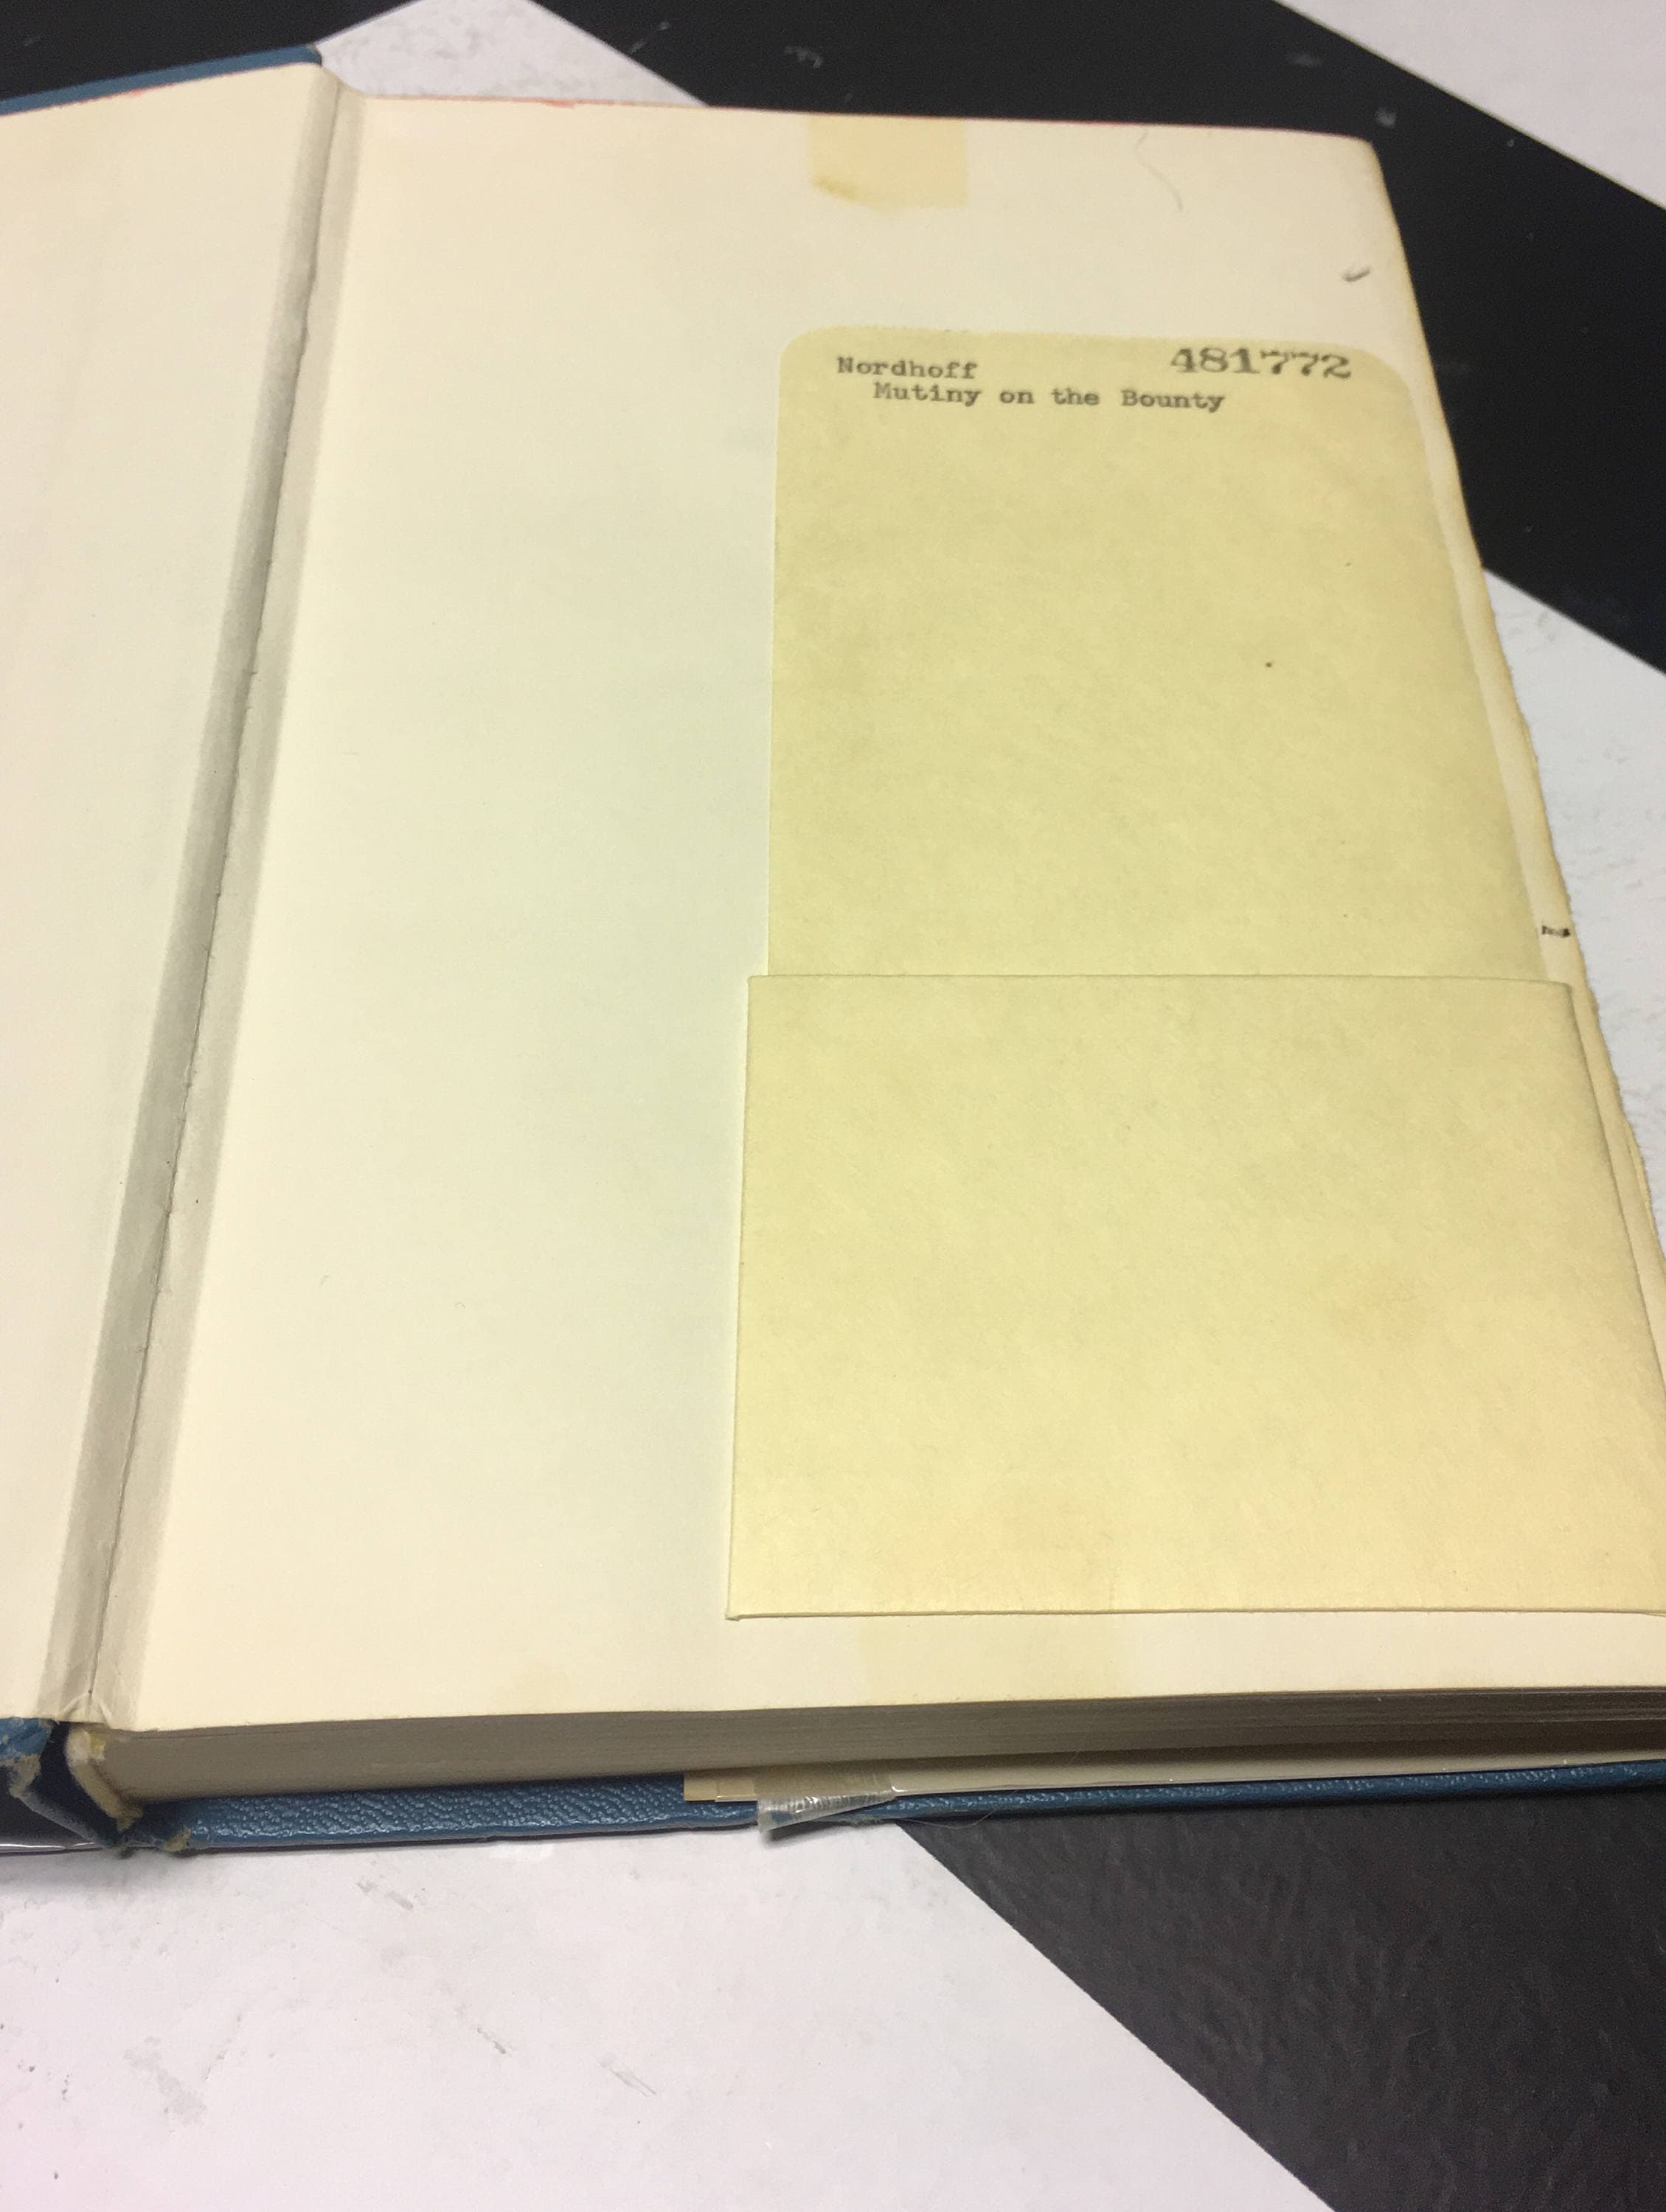 Nordhoff 481772
Mutiny on the Bounty